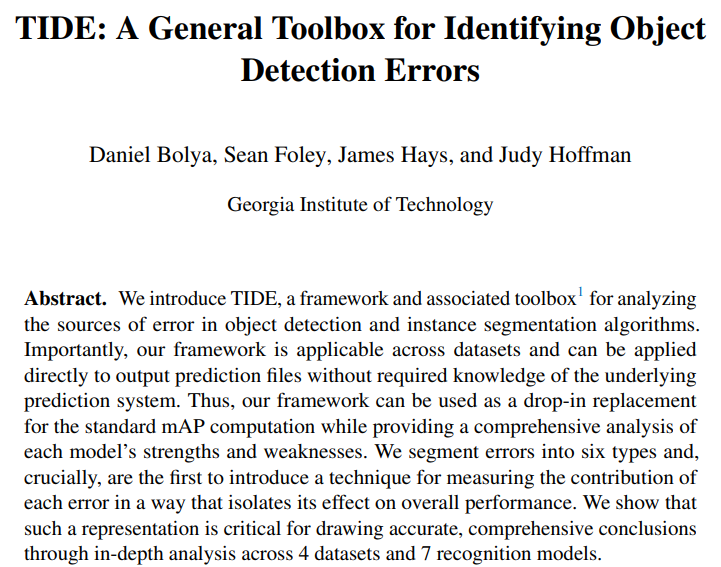 TIDE: A General Toolbox for Identifying Object
Detection Errors
Daniel Bolya, Sean Foley, James Hays, and Judy Hoffman
Georgia Institute of Technology
Abstract. We introduce TIDE, a framework and associated toolbox1 for analyzing
the sources of error in object detection and instance segmentation algorithms.
Importantly, our framework is applicable across datasets and can be applied
directly to output prediction files without required knowledge of the underlying
prediction system. Thus, our framework can be used as a drop-in replacement
for the standard mAP computation while providing a comprehensive analysis of
each model's strengths and weaknesses. We segment errors into six types and,
crucially, are the first to introduce a technique for measuring the contribution of
each error in a way that isolates its effect on overall performance. We show that
such a representation is critical for drawing accurate, comprehensive conclusions
through in-depth analysis across 4 datasets and 7 recognition models.